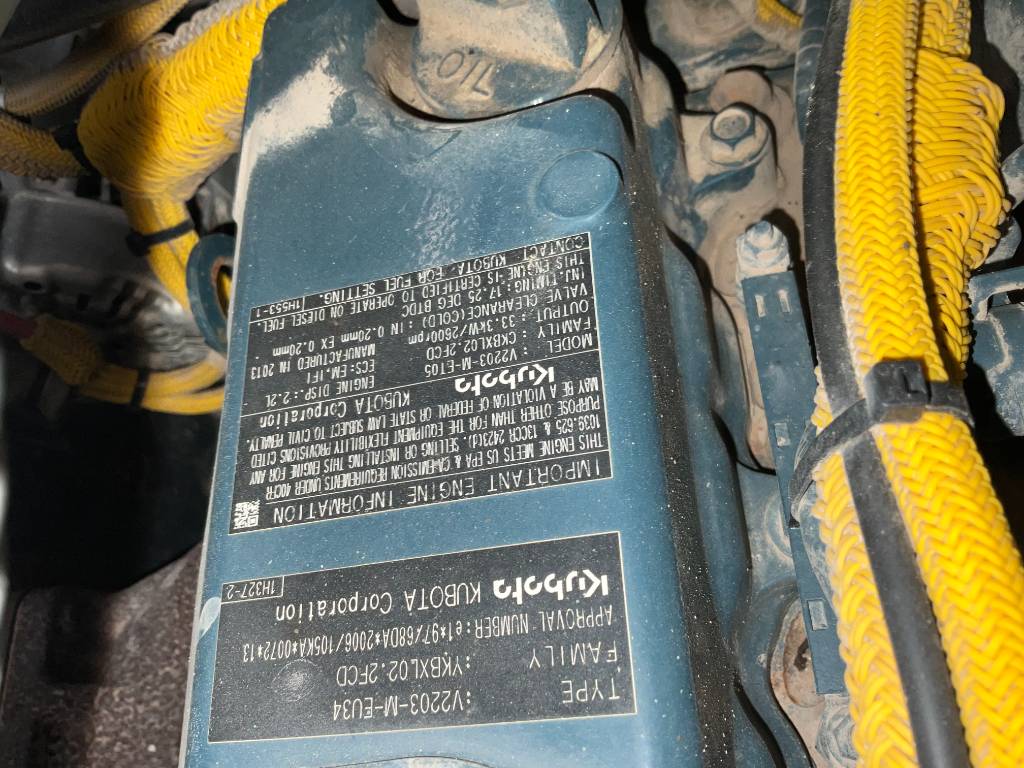 TYPE :V2203-M-EU34
FAMILY :YKBXL02.2FCD
APPROVAL NUMBER:e1*97/68DA*2006/105KA*0072*13
Kubota KUBOTA Corporation
1H327-2
IMPORTANT ENGINE INFORMATION
THIS ENGINE MEETS US EPA & CA-EMISSION REQUIREMENTS UNDER 40CFR
1039.625 & 13CCR 2423(d). SELLING OR INSTALLING THIS ENGINE FOR ANY
PURPOSE OTHER THAN FOR THE EQUIPMENT FLEXIBILITY PROVISIONS CITED
MAY BE A VIOLATION OF FEDERAL OR STATE LAW SUBJECT TO CIVIL PENALTY.
Kubota KUBOTA Corporation
MODEL : V2203-M-ET05 ENGINE DISP.: 2.2L
FAMILY : CKBXL02.2FCD ECS: EM, IFI
OUTPUT : 33.3kW/2600rpm MANUFACTURED IN 2013
VALVE CLEARANCE(COLD): IN 0.20mm EX 0.20mm
INJ. TIMING: 17.25 DEG BTDC
THIS ENGINE IS CERTIFIED TO OPERATE ON DIESEL FUEL.
CONTACT KUBOTA FOR FUEL SETTING. 1H553-1